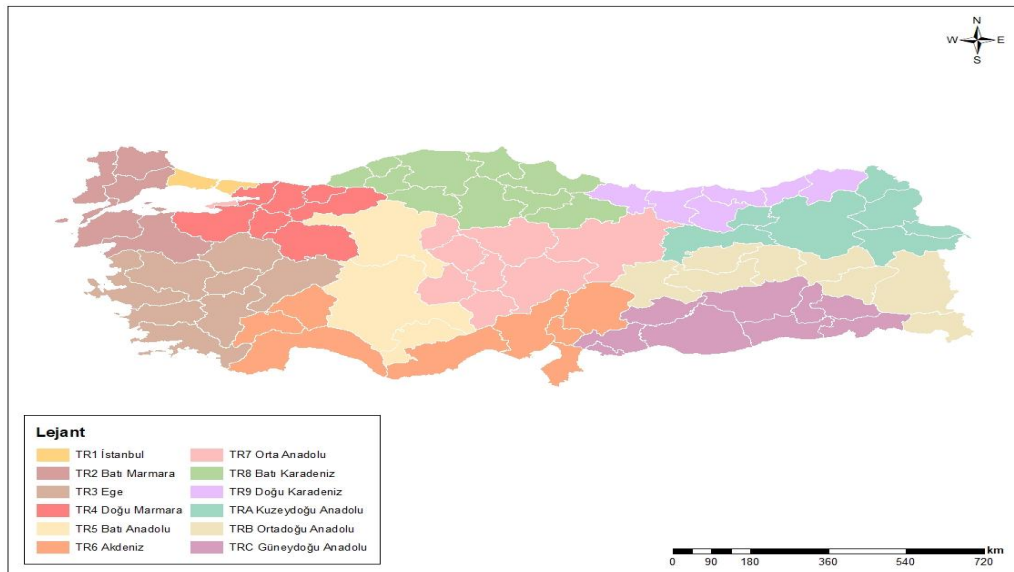 N
W E
S
Lejant
TR1 İstanbul
TR2 Batı Marmara
TR3 Ege
TR4 Doğu Marmara
TR5 Batı Anadolu
TR6 Akdeniz
TR7 Orta Anadolu
TR8 Batı Karadeniz
TR9 Doğu Karadeniz
TRA Kuzeydoğu Anadolu
TRB Ortadoğu Anadolu
TRC Güneydoğu Anadolu
km
0 90 180 360 540 720